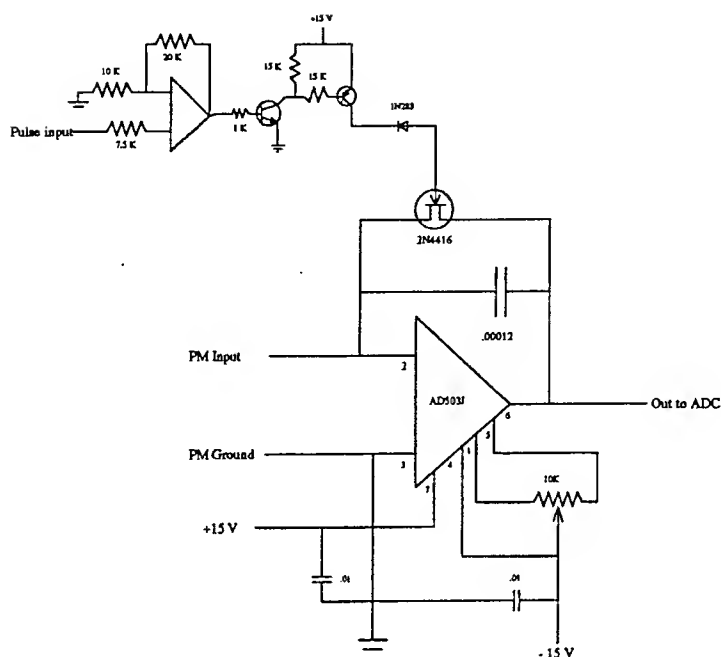 +15 V
20 K
10 K
15 K
15 K
1N283
1 K
Pulse input
7.5 K
2N4416
.00012
PM Input
2
AD503J
6
Out to ADC
5
1
PM Ground
3
4
7
10K
+15 V
.01
.01
- 15 V